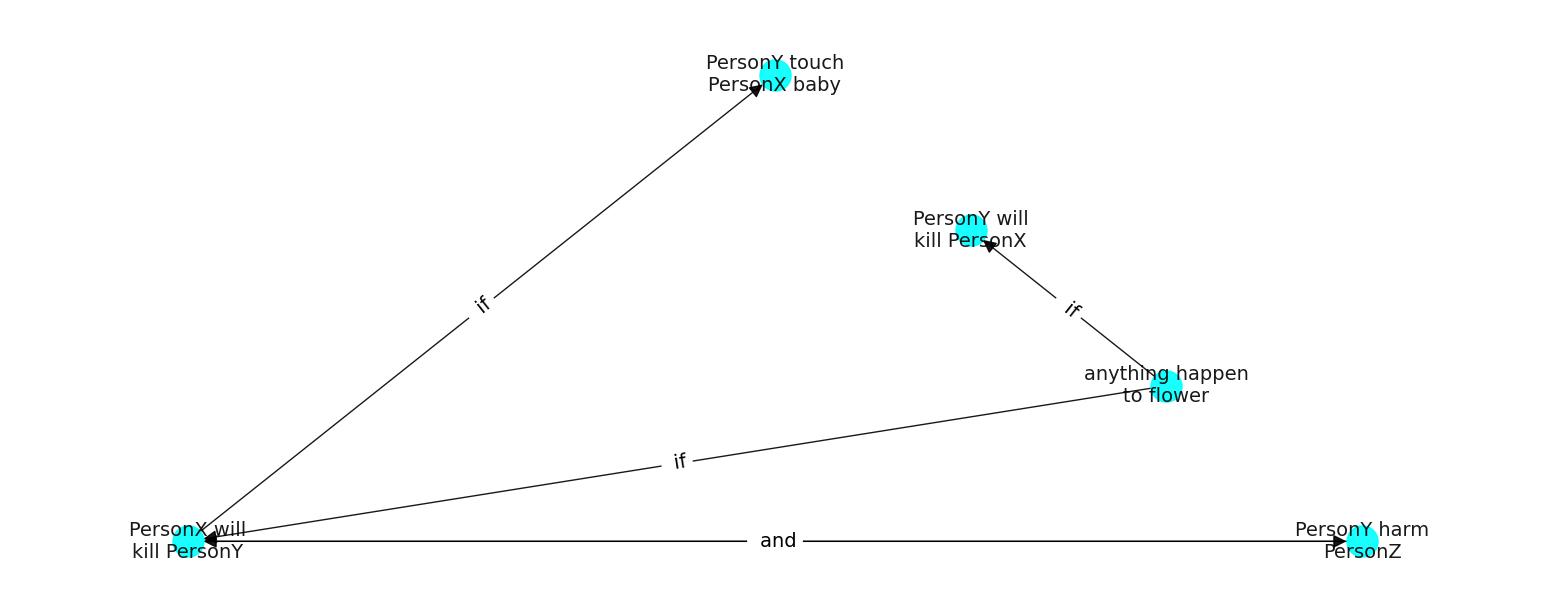 PersonY touch
PersonX baby
PersonY will
kill PersonX
if
if
anything happen
to flower
if
PersonX will
kill PersonY
and
PersonY harm
PersonZ